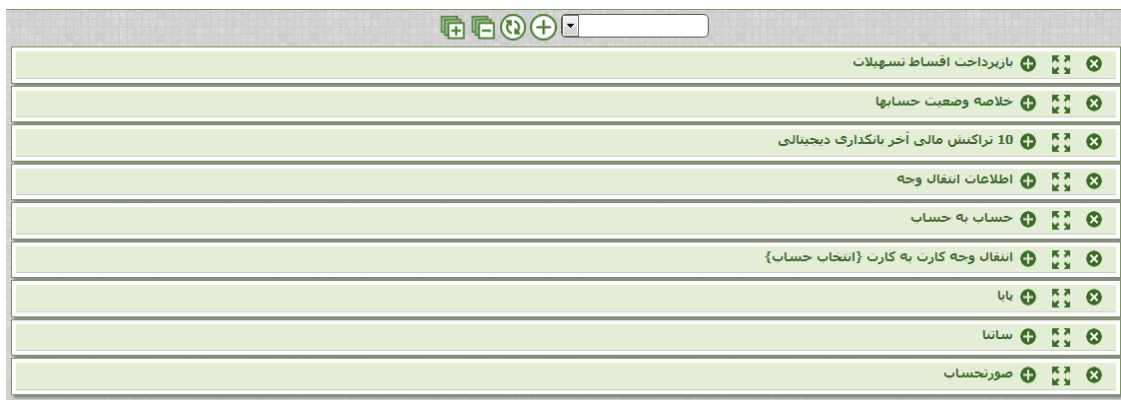 بازپرداخت اقساط تسهیلات
خلاصه وضعیت حسابها
10 تراکنش مالی آخر بانکداری دیجیتالی
اطلاعات انتقال وجه
حساب به حساب
انتقال وجه کارت به کارت {انتخاب حساب}
پایا
ساتنا
صورتحساب